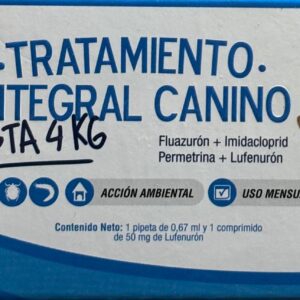 ·TRATAMIENTO·
NTEGRAL CANINO
STA 4 KG
Fluazurón + Imidacloprid
Permetrina + Lufenurón
ACCIÓN AMBIENTAL
USO MENSU
Contenido Neto: 1 pipeta de 0,67 ml y 1 comprimido
de 50 mg de Lufenurón